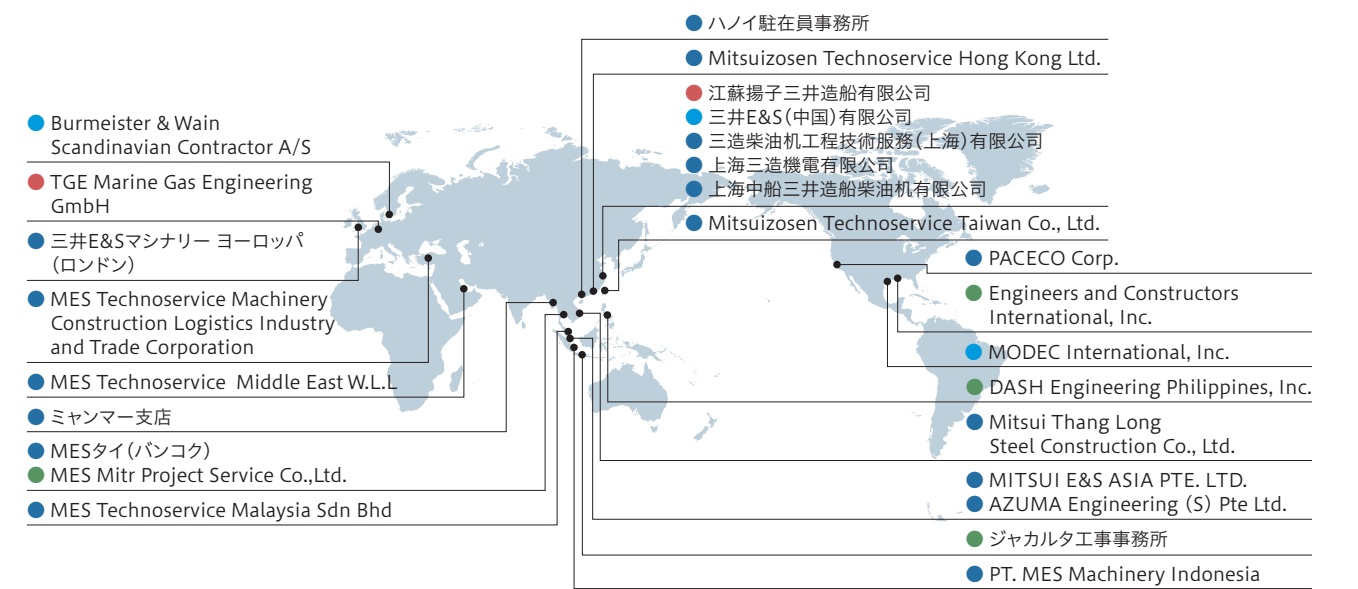 Burmeister & Wain
Scandinavian Contractor A/S
TGE Marine Gas Engineering
GmbH
三井E&Sマシナリー ヨーロッパ
（ロンドン）
MES Technoservice Machinery
Construction Logistics Industry
and Trade Corporation
MES Technoservice Middle East W.L.L
ミャンマー支店
MESタイ（バンコク）
MES Mitr Project Service Co.,Ltd.
MES Technoservice Malaysia Sdn Bhd
ハノイ駐在員事務所
Mitsuizosen Technoservice Hong Kong Ltd.
江蘇揚子三井造船有限公司
三井E&S（中国）有限公司
三造柴油机工程技術服務（上海）有限公司
上海三造機電有限公司
上海中船三井造船柴油机有限公司
Mitsuizosen Technoservice Taiwan Co., Ltd.
PACECO Corp.
Engineers and Constructors
International, Inc.
MODEC International, Inc.
DASH Engineering Philippines, Inc.
Mitsui Thang Long
Steel Construction Co., Ltd.
MITSUI E&S ASIA PTE. LTD.
AZUMA Engineering（S）Pte Ltd.
ジャカルタ工事事務所
PT. MES Machinery Indonesia